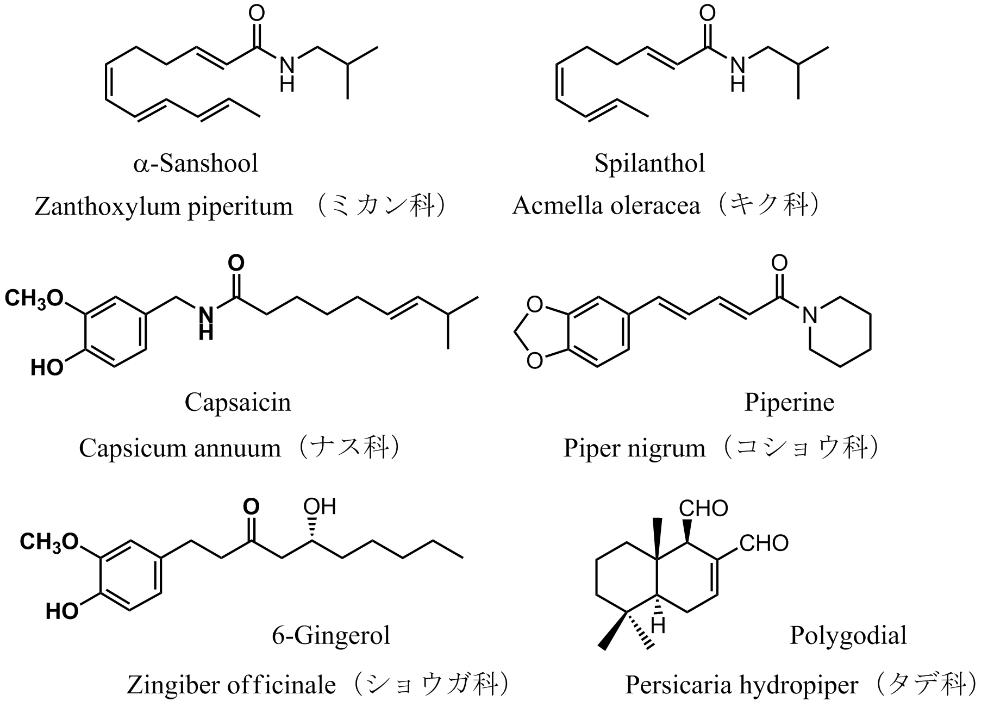 O
O
N
H
N
H
α-Sanshool
Spilanthol
Zanthoxylum piperitum （ミカン科）
Acmella oleracea（キク科）
O
O
CH3O
N
H
O
N
HO
O
Capsaicin
Piperine
Capsicum annuum（ナス科）
Piper nigrum（コショウ科）
O
OH
CHO
CH3O
CHO
HO
H
6-Gingerol
Polygodial
Zingiber officinale（ショウガ科）
Persicaria hydropiper（タデ科）